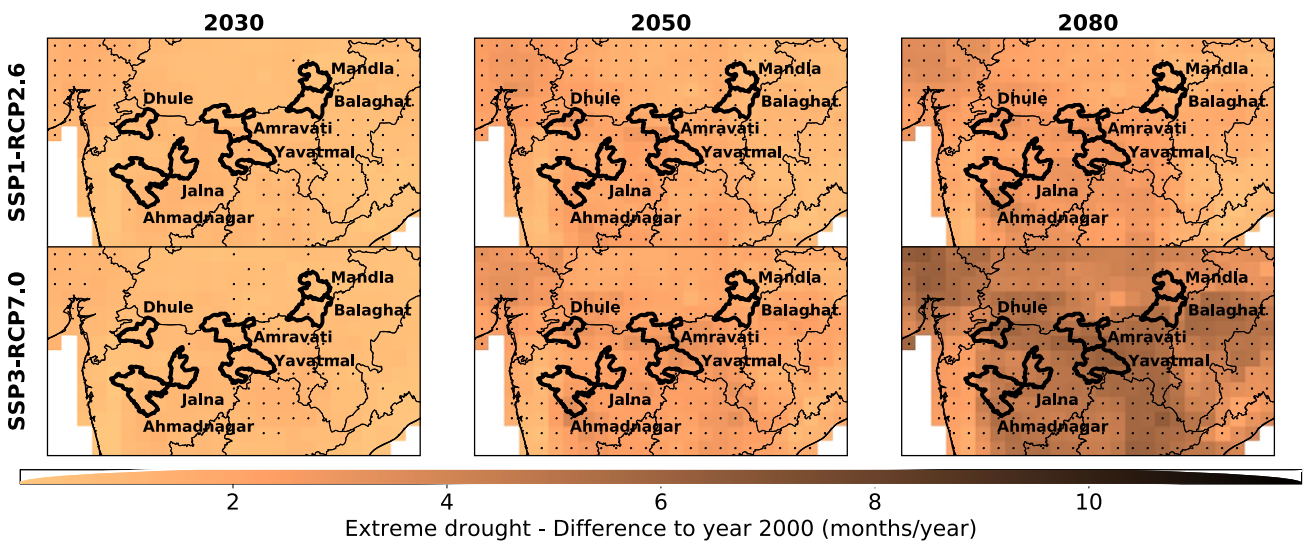 2030 2050 2080
SSP1-RCP2.6
Mandla Mandla Mandla
Dhule Balaghat Dhule Balaghat Dhule Balaghat
Amravati Amravati Amravati
Yavatmal Yavatmal Yavatmal
Jalna Jalna Jalna
Ahmadnagar Ahmadnagar Ahmadnagar
SSP3-RCP7.0
Mandla Mandla Mandla
Dhule Balaghat Dhule Balaghat Dhule Balaghat
Amravati Amravati Amravati
Yavatmal Yavatmal Yavatmal
Jalna Jalna Jalna
Ahmadnagar Ahmadnagar Ahmadnagar
2 4 6 8 10
Extreme drought - Difference to year 2000 (months/year)